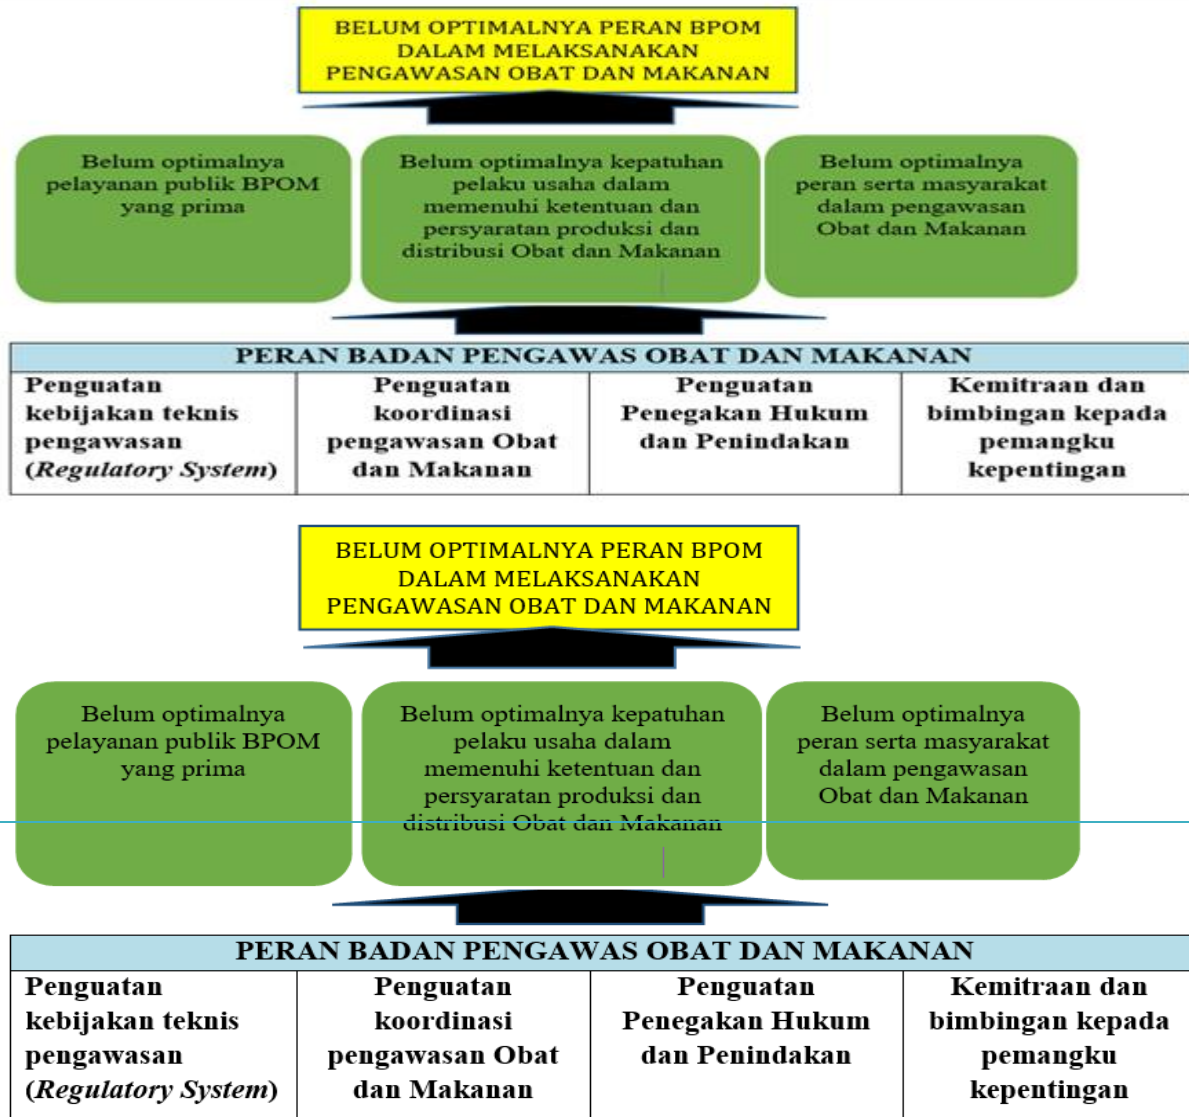 BELUM OPTIMALNYA PERAN BPOM
DALAM MELAKSANAKAN
PENGAWASAN OBAT DAN MAKANAN
Belum optimalnya
pelayanan publik BPOM
yang prima
Belum optimalnya kepatuhan
pelaku usaha dalam
memenuhi ketentuan dan
persyaratan produksi dan
distribusi Obat dan Makanan
Belum optimalnya
peran serta masyarakat
dalam pengawasan
Obat dan Makanan
PERAN BADAN PENGAWAS OBAT DAN MAKANAN
Penguatan
kebijakan teknis
pengawasan
(Regulatory System)
Penguatan
koordinasi
pengawasan Obat
dan Makanan
Penguatan
Penegakan Hukum
dan Penindakan
Kemitraan dan
bimbingan kepada
pemangku
kepentingan
BELUM OPTIMALNYA PERAN BPOM
DALAM MELAKSANAKAN
PENGAWASAN OBAT DAN MAKANAN
Belum optimalnya
pelayanan publik BPOM
yang prima
Belum optimalnya kepatuhan
pelaku usaha dalam
memenuhi ketentuan dan
persyaratan produksi dan
distribusi Obat dan Makanan
Belum optimalnya
peran serta masyarakat
dalam pengawasan
Obat dan Makanan
PERAN BADAN PENGAWAS OBAT DAN MAKANAN
Penguatan
kebijakan teknis
pengawasan
(Regulatory System)
Penguatan
koordinasi
pengawasan Obat
dan Makanan
Penguatan
Penegakan Hukum
dan Penindakan
Kemitraan dan
bimbingan kepada
pemangku
kepentingan